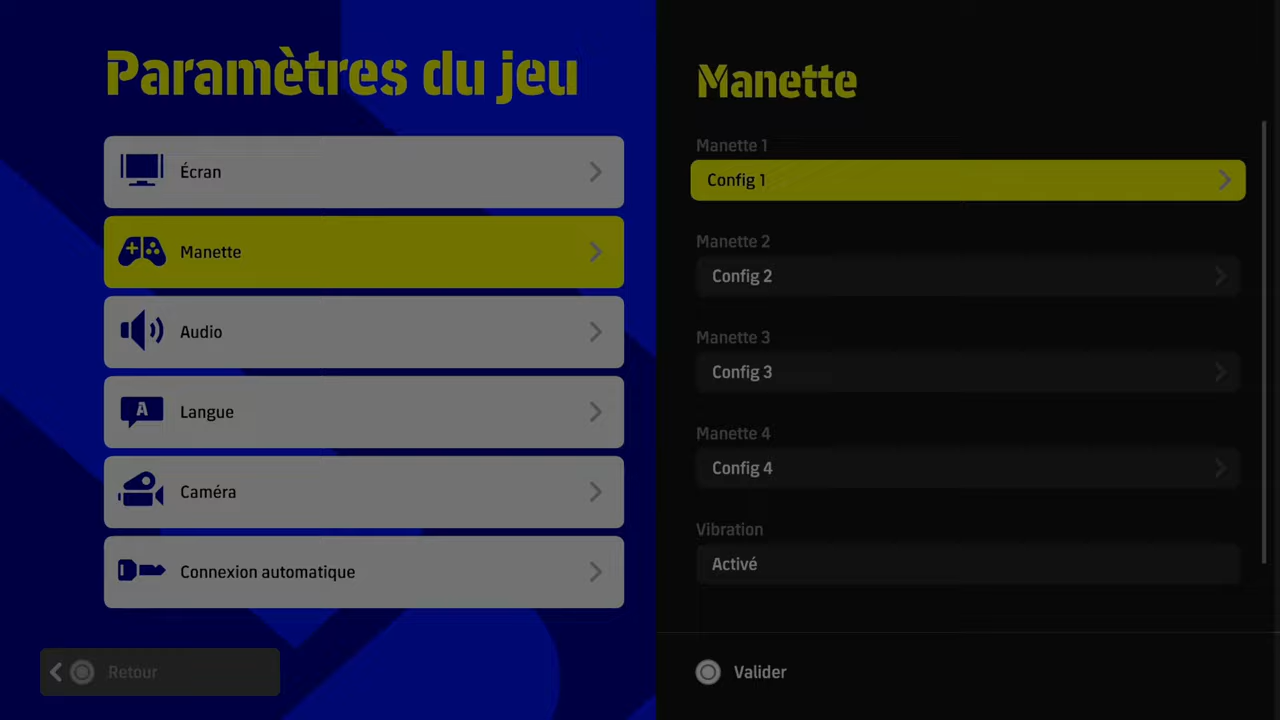 Paramètres du jeu
Écran
Manette
Audio
A
Langue
Caméra
Connexion automatique
Retour
Manette
Manette 1
Config 1
Manette 2
Config 2
Manette 3
Config 3
Manette 4
Config 4
Vibration
Activé
Valider